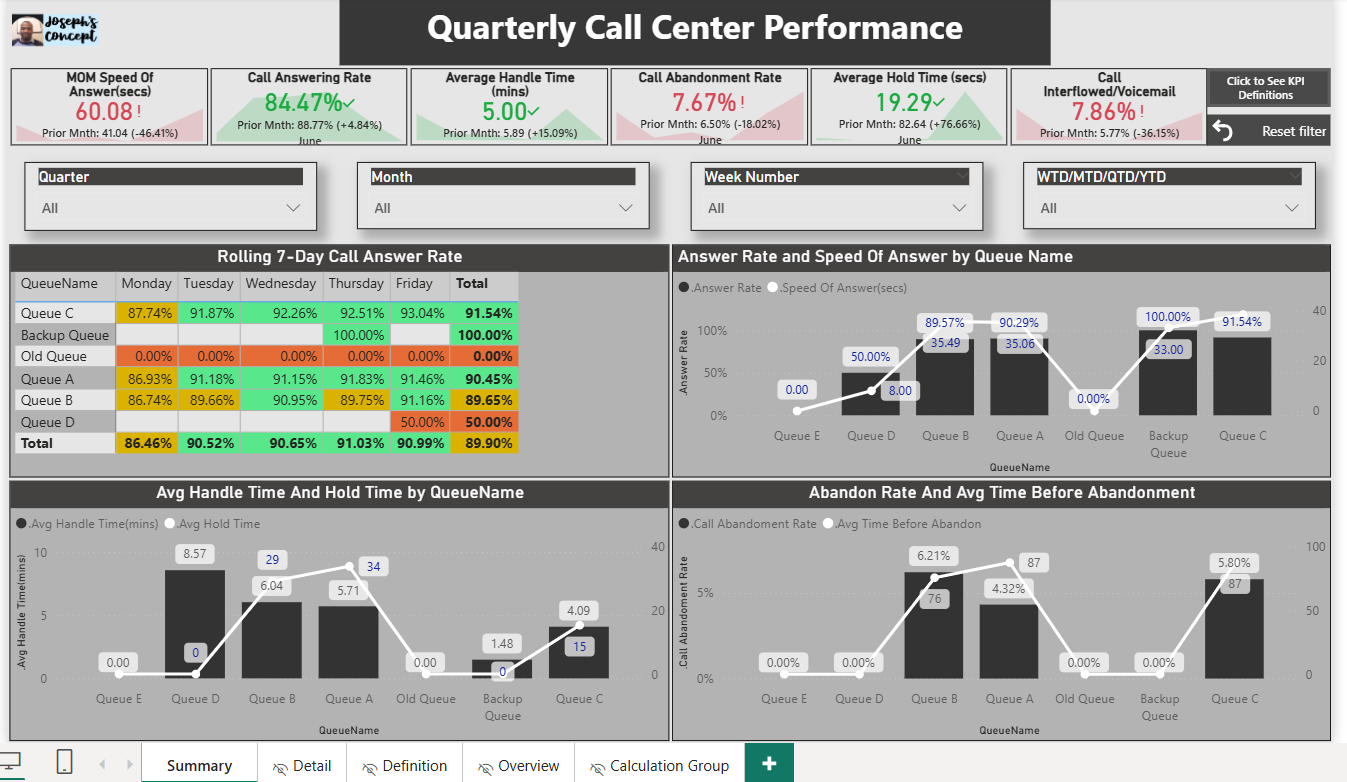 Joseph's
Concept
Quarterly Call Center Performance
MOM Speed Of
Answer(secs)
60.08 !
Prior Mnth: 41.04 (-46.41%)
Call Answering Rate
84.47%✓
Prior Mnth: 88.77% (+4.84%)
June
Average Handle Time
(mins)
5.00✓
Prior Mnth: 5.89 (+15.09%)
Call Abandonment Rate
7.67% !
Prior Mnth: 6.50% (-18.02%)
June
Average Hold Time (secs)
19.29✓
Prior Mnth: 82.64 (+76.66%)
June
Call
Interflowed/Voicemail
7.86% !
Prior Mnth: 5.77% (-36.15%)
Click to See KPI
Definitions
Reset filter
Quarter
All
Month
All
Week Number
All
WTD/MTD/QTD/YTD
All
Rolling 7-Day Call Answer Rate
QueueName Monday Tuesday Wednesday Thursday Friday Total
Queue C 87.74% 91.87% 92.26% 92.51% 93.04% 91.54%
Backup Queue 100.00% 100.00%
Old Queue 0.00% 0.00% 0.00% 0.00% 0.00% 0.00%
Queue A 86.93% 91.18% 91.15% 91.83% 91.46% 90.45%
Queue B 86.74% 89.66% 90.95% 89.75% 91.16% 89.65%
Queue D 50.00% 50.00%
Total 86.46% 90.52% 90.65% 91.03% 90.99% 89.90%
Answer Rate and Speed Of Answer by Queue Name
.Answer Rate .Speed Of Answer(secs)
.Answer Rate
100%
50%
0%
40
20
0
0.00
50.00%
8.00
89.57%
35.49
90.29%
35.06
0.00%
100.00%
33.00
91.54%
Queue E Queue D Queue B Queue A Old Queue Backup Queue C
Queue
QueueName
Avg Handle Time And Hold Time by QueueName
.Avg Handle Time(mins) .Avg Hold Time
.Avg Handle Time(mins)
10
5
0
40
20
0
0.00
8.57
0
29
6.04
34
5.71
0.00
1.48
0
4.09
15
Queue E Queue D Queue B Queue A Old Queue Backup Queue C
Queue
QueueName
Abandon Rate And Avg Time Before Abandonment
.Call Abandoment Rate .Avg Time Before Abandon
.Call Abandoment Rate
5%
0%
100
50
0
0.00%
0.00%
6.21%
76
87
4.32%
0.00%
0.00%
5.80%
87
Queue E Queue D Queue B Queue A Old Queue Backup Queue C
Queue
QueueName
Summary Detail Definition Overview Calculation Group +